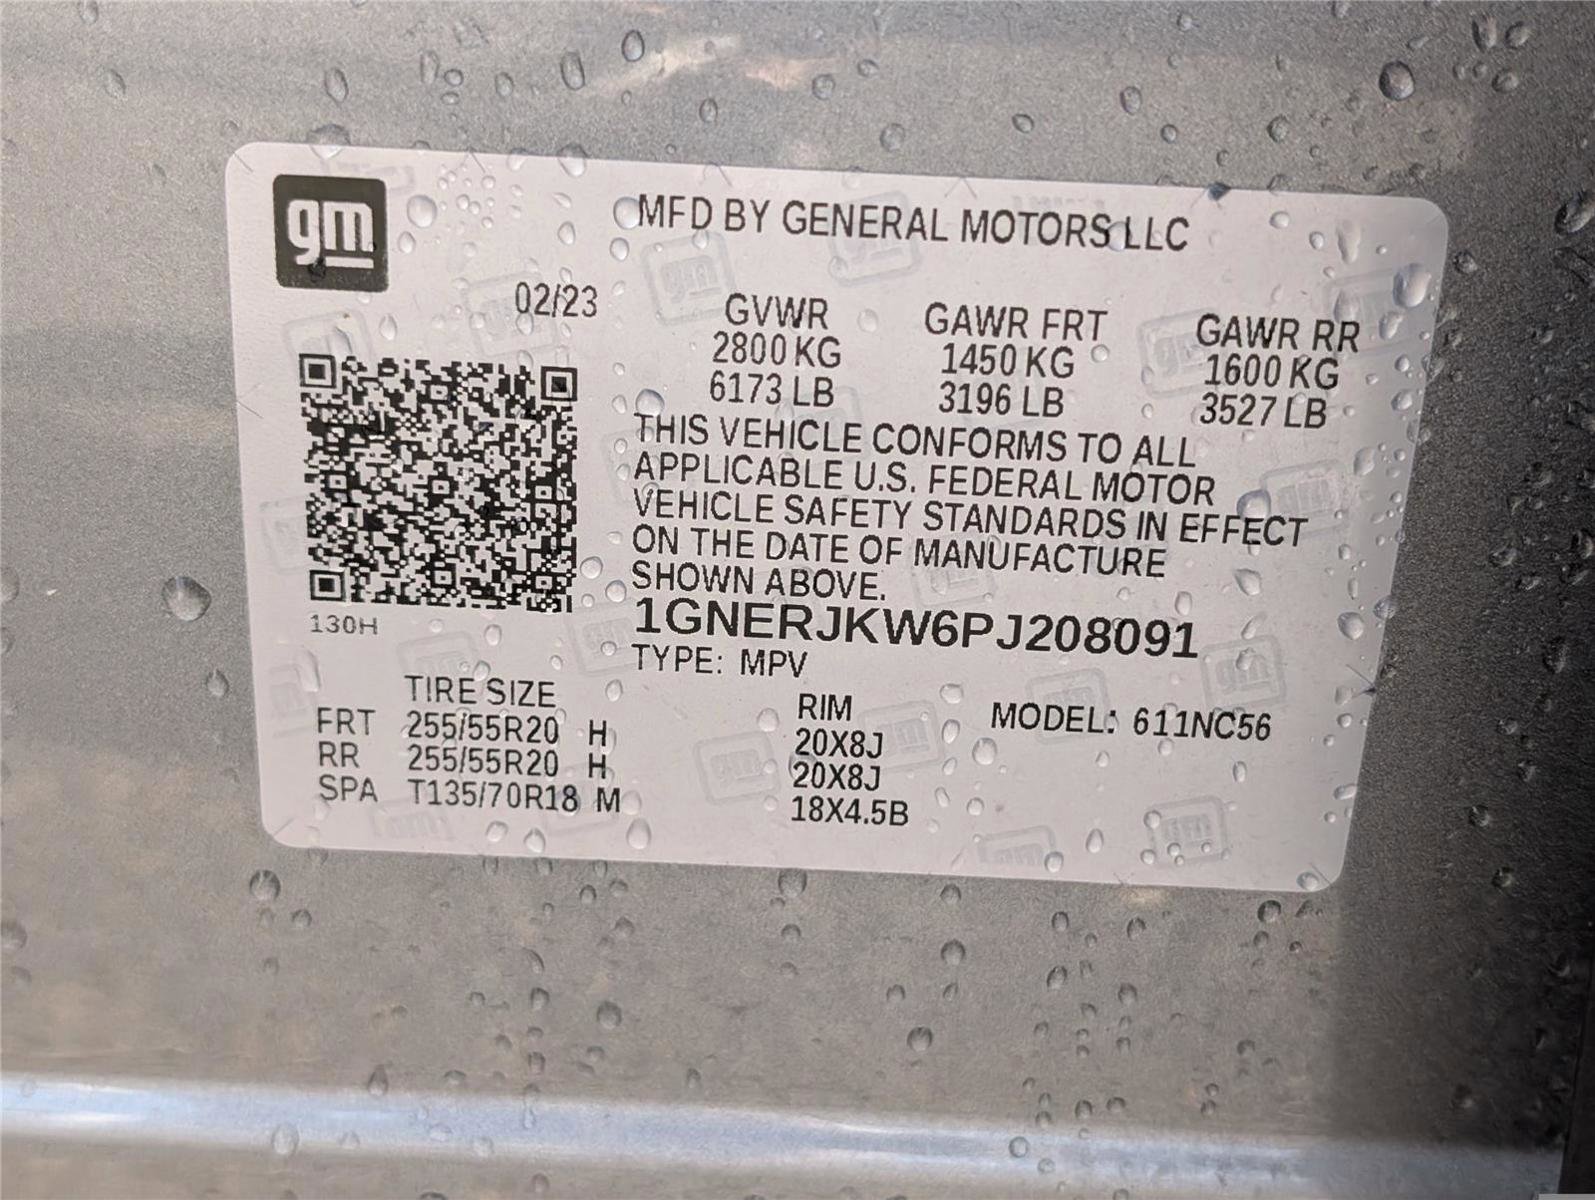 gm
MFD BY GENERAL MOTORS LLC
02/23
GVWR GAWR FRT GAWR RR
2800 KG 1450 KG 1600 KG
6173 LB 3196 LB 3527 LB
THIS VEHICLE CONFORMS TO ALL
APPLICABLE U.S. FEDERAL MOTOR
VEHICLE SAFETY STANDARDS IN EFFECT
ON THE DATE OF MANUFACTURE
SHOWN ABOVE.
130H
1GNERJKW6PJ208091
TYPE: MPV
TIRE SIZE RIM MODEL: 611NC56
FRT 255/55R20 H 20X8J
RR 255/55R20 H 20X8J
SPA T135/70R18 M 18X4.5B